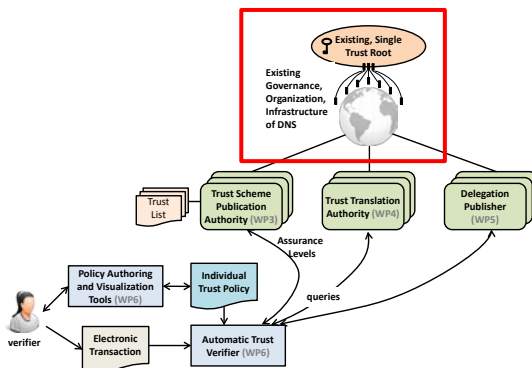 Existing, Single
Trust Root
Existing
Governance,
Organization,
Infrastructure
of DNS
Trust
List
Trust Scheme
Publication
Authority (WP3)
Trust Translation
Authority (WP4)
Delegation
Publisher
(WP5)
Assurance
Levels
queries
Policy Authoring
and Visualization
Tools (WP6)
Individual
Trust Policy
verifier
Electronic
Transaction
Automatic Trust
Verifier (WP6)